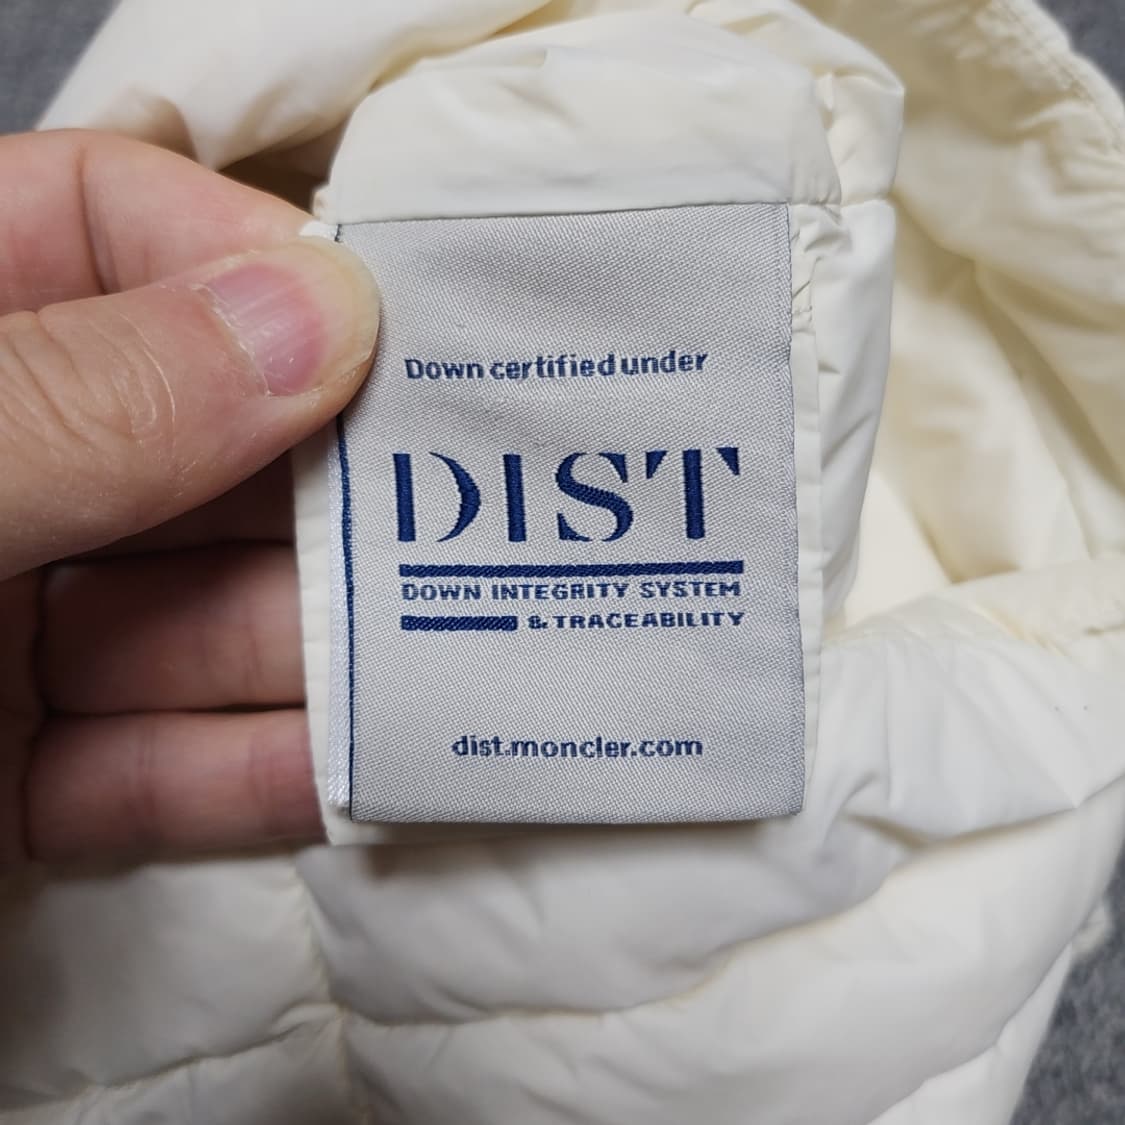 Down certified under
DIST
DOWN INTEGRITY SYSTEM
& TRACEABILITY
dist.moncler.com